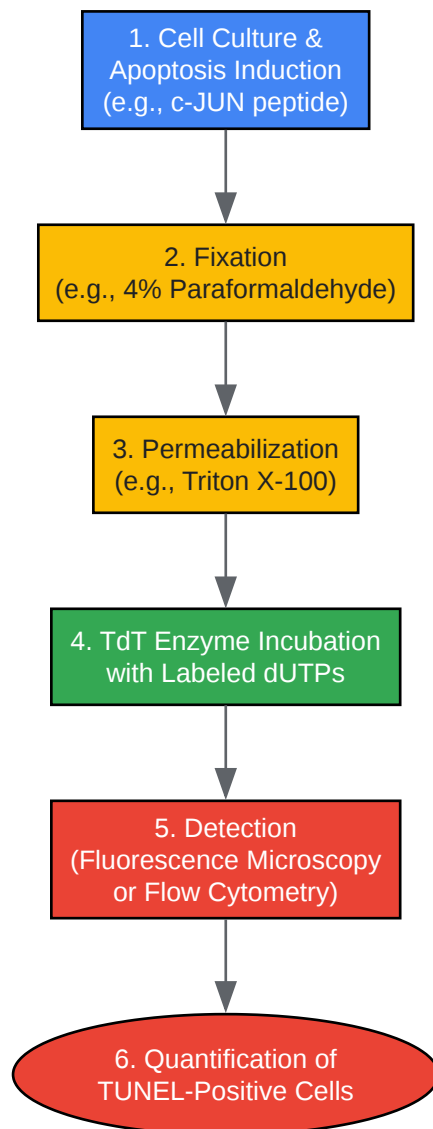 1. Cell Culture &
Apoptosis Induction
(e.g., c-JUN peptide)
2. Fixation
(e.g., 4% Paraformaldehyde)
3. Permeabilization
(e.g., Triton X-100)
4. TdT Enzyme Incubation
with Labeled dUTPs
5. Detection
(Fluorescence Microscopy
or Flow Cytometry)
6. Quantification of
TUNEL-Positive Cells